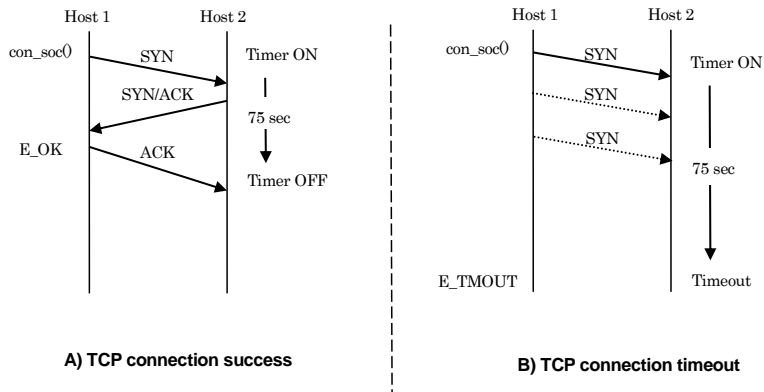 Host 1
Host 2
con_soc()
SYN
Timer ON
SYN/ACK
75 sec
E_OK
ACK
Timer OFF
A) TCP connection success
Host 1
Host 2
con_soc()
SYN
Timer ON
SYN
SYN
75 sec
E_TMOUT
Timeout
B) TCP connection timeout